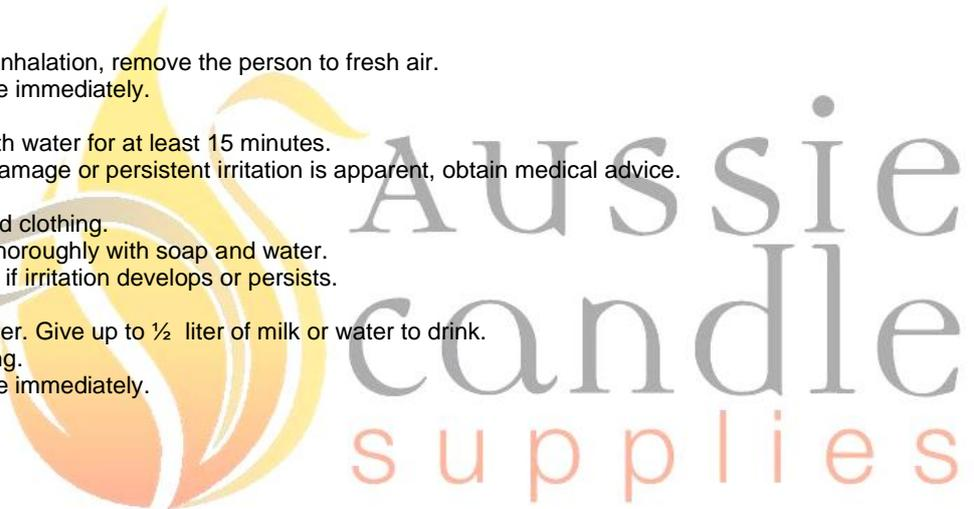 nhalation, remove the person to fresh air.
e immediately.
th water for at least 15 minutes.
amage or persistent irritation is apparent, obtain medical advice.
d clothing.
horoughly with soap and water.
if irritation develops or persists.
er. Give up to ½ liter of milk or water to drink.
g.
e immediately.
Aussie
candle
supplies